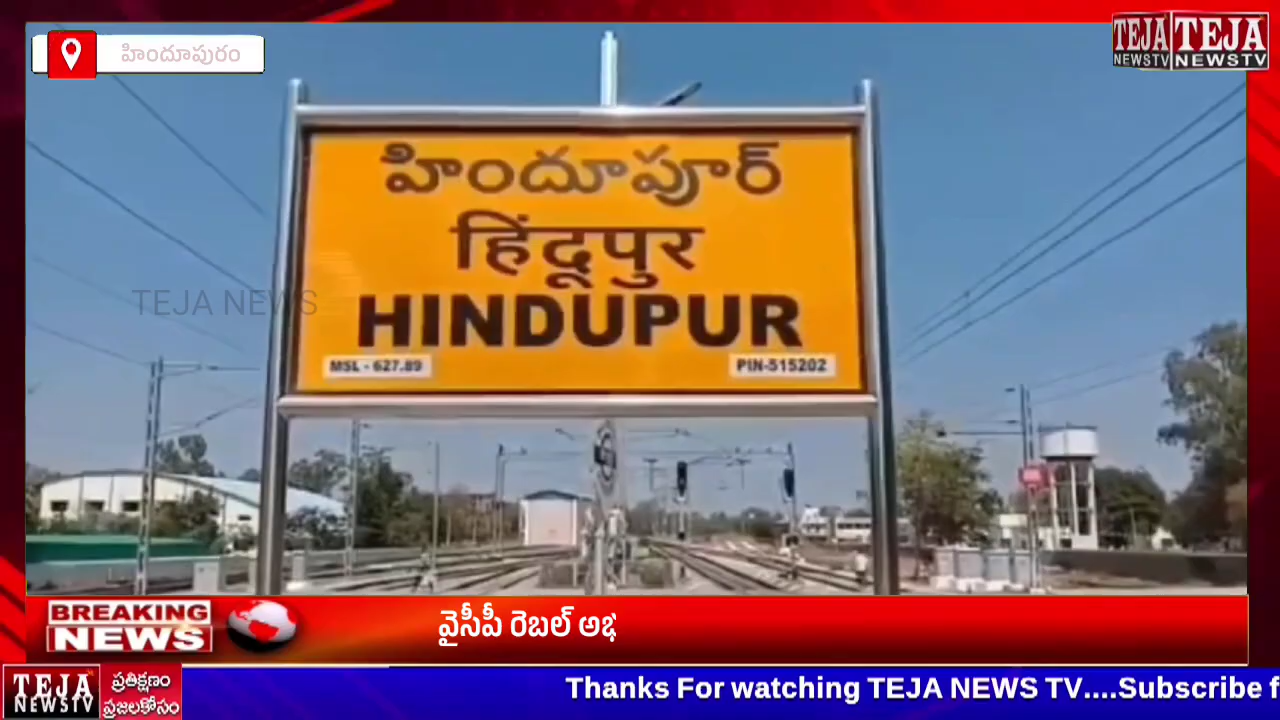 హిందూపురం
TEJA TEJA
NEWSTV NEWSTV
హిందూపూర్
हिंदूपुर
HINDUPUR
MSL - 627.89
PIN-515202
TEJA NEWS
BREAKING
NEWS
వైసీపీ రెబల్
TEJA
NEWSTV
ప్రతిక్షణం
ప్రజలకోసం
Thanks For watching TEJA NEWS TV....Subscribe f